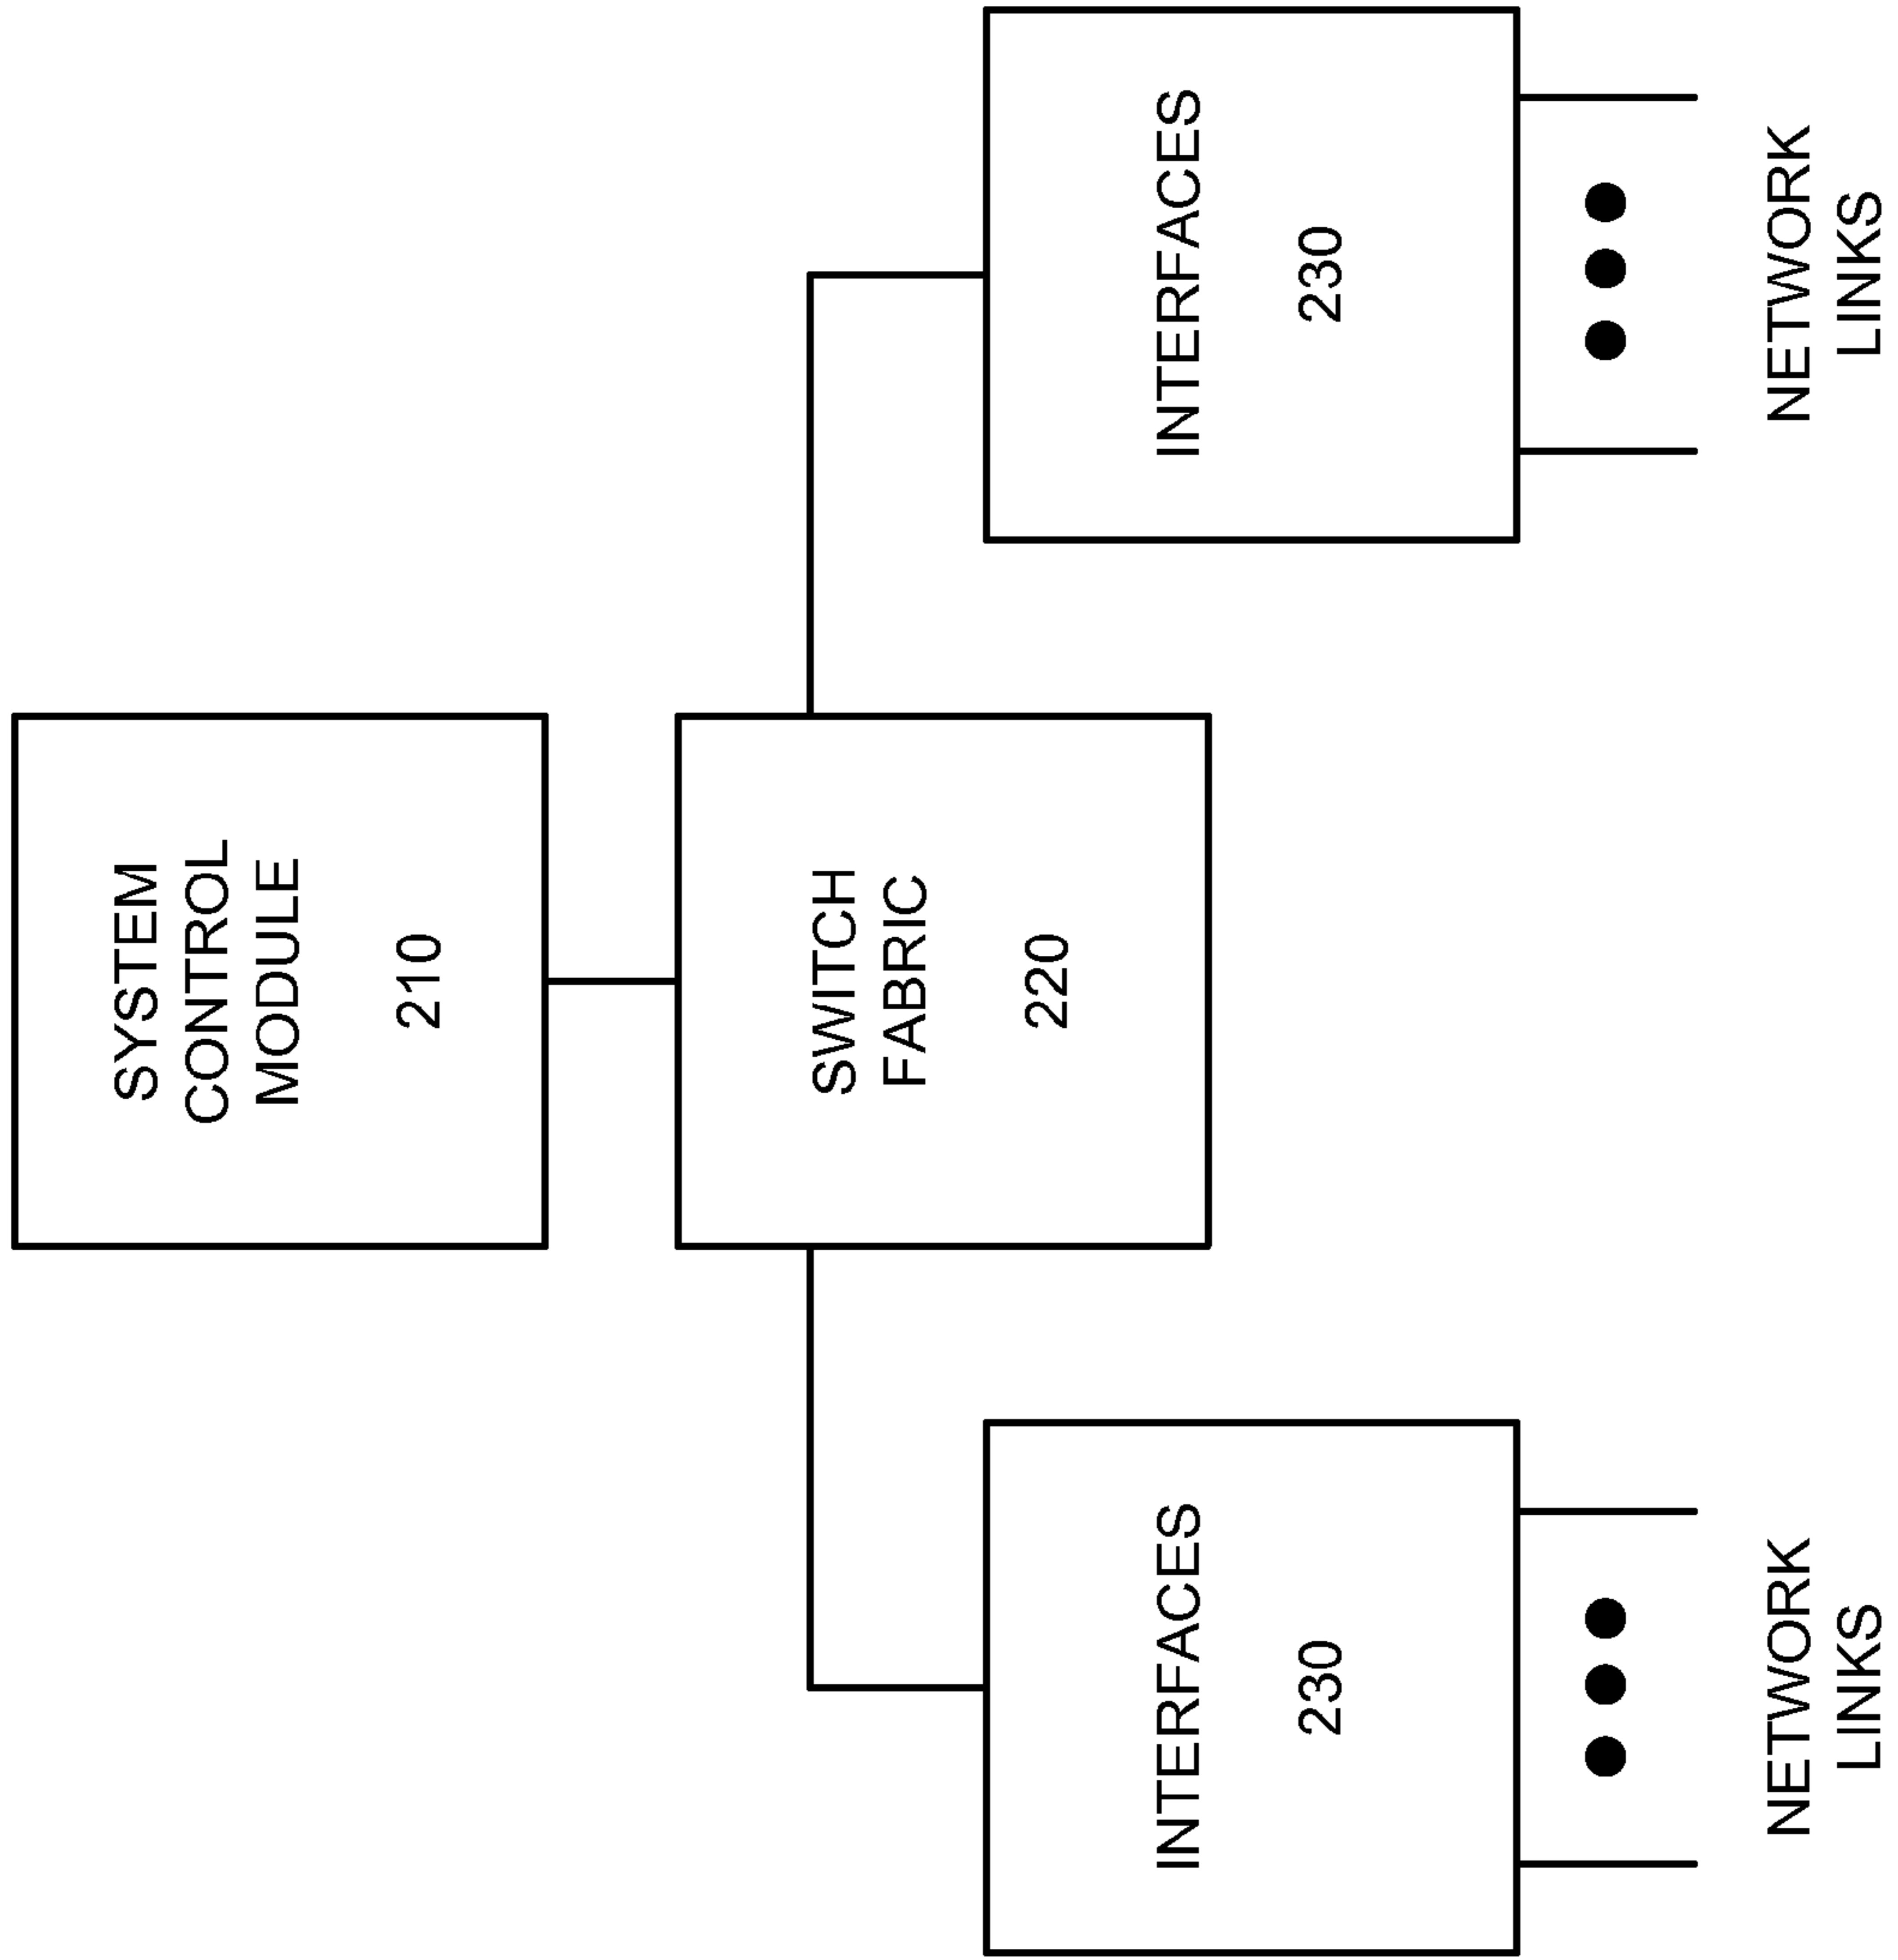 SYSTEM
CONTROL
MODULE
210
SWITCH
FABRIC
220
INTERFACES
230
INTERFACES
230
NETWORK
LINKS
NETWORK
LINKS